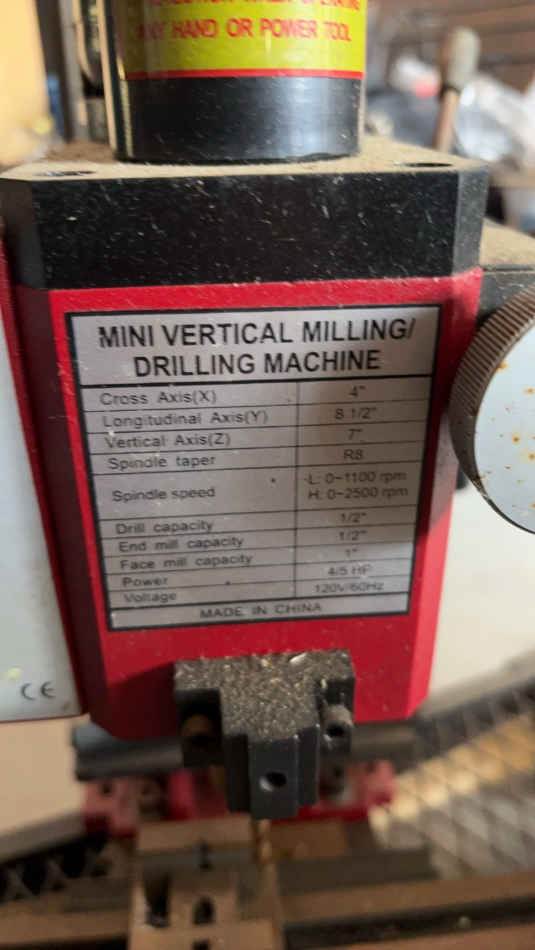 HAND OR POWER TOOL
MINI VERTICAL MILLING/
DRILLING MACHINE
Cross Axis(X) 4"
Longitudinal Axis(Y) 8 1/2"
Vertical Axis(Z) 7"
Spindle taper R8
Spindle speed L: 0~1100 rpm
H: 0~2500 rpm
Drill capacity 1/2"
End mill capacity 1/2"
Face mill capacity 1"
Power 4/5 HP
Voltage 120V/60Hz
MADE IN CHINA
CE